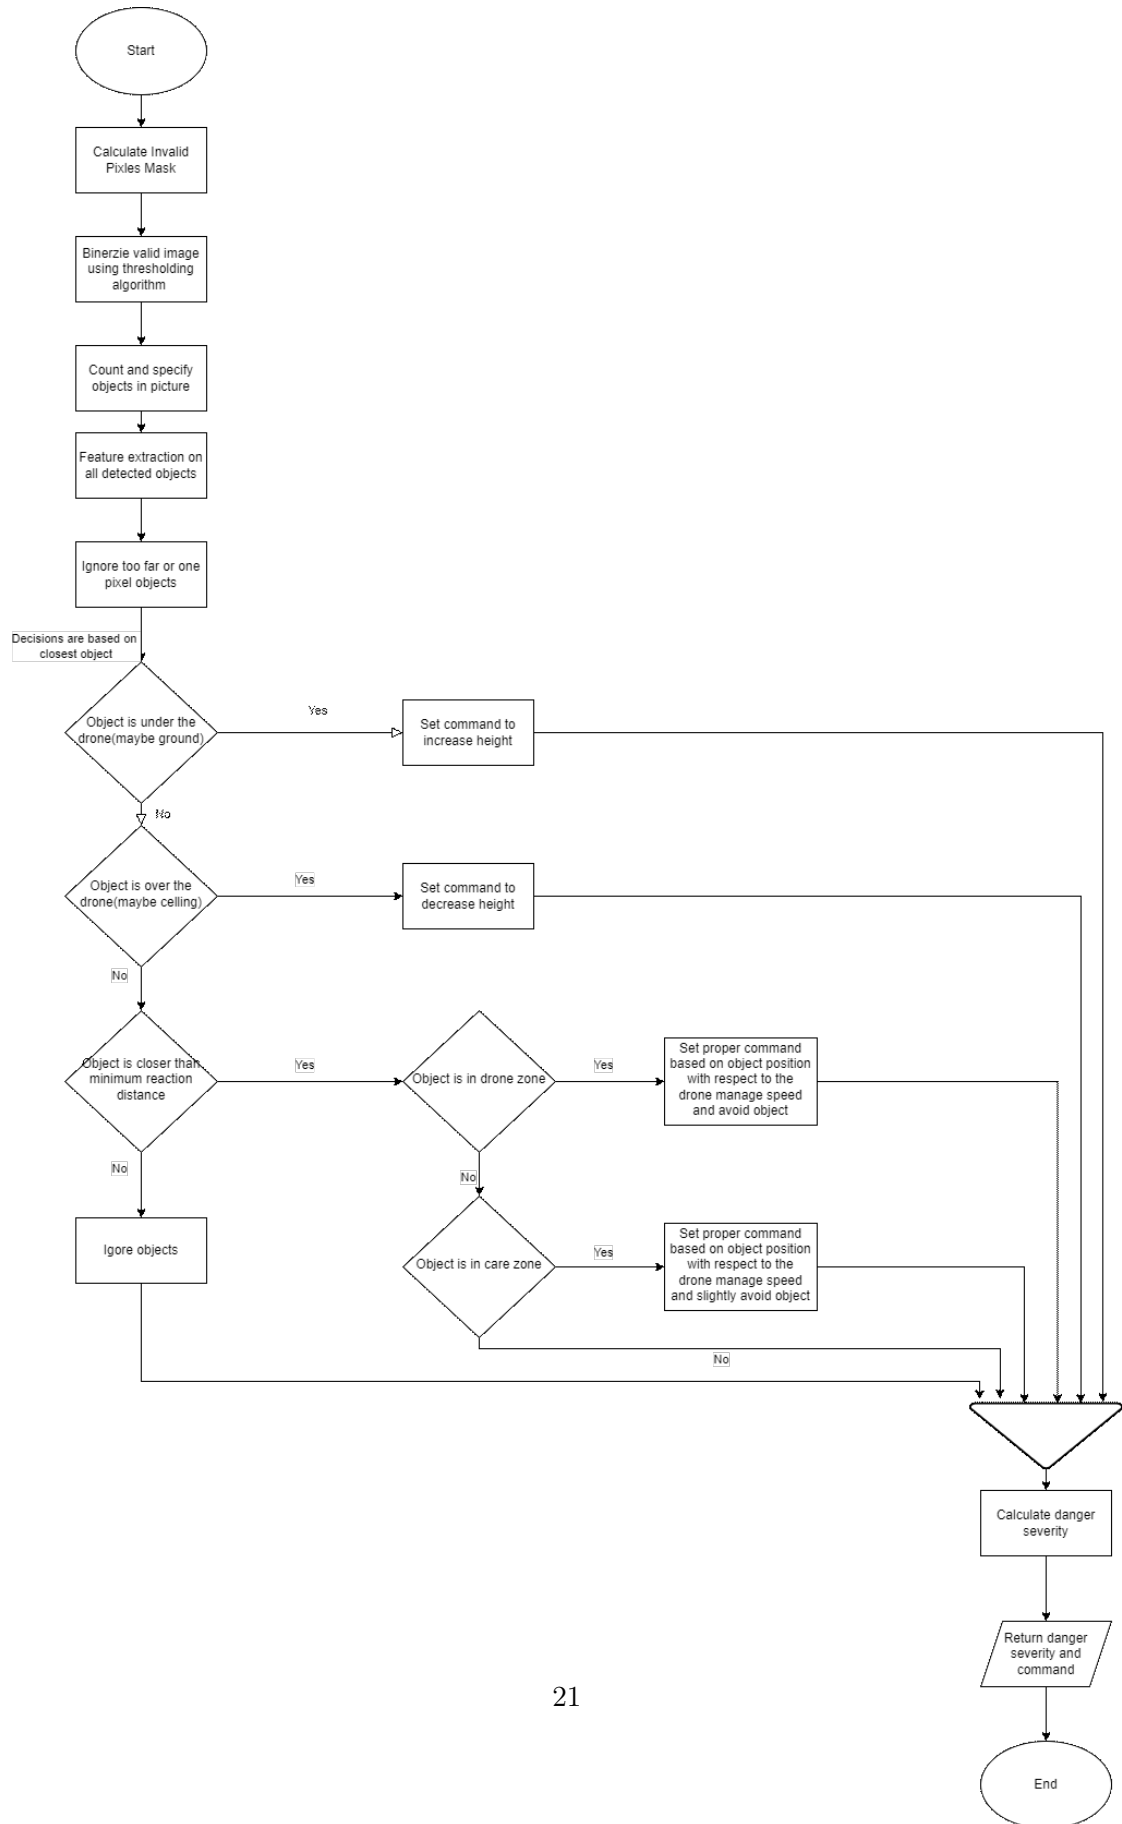 Start
Calculate Invalid
Pixles Mask
Binerzie valid image
using thresholding
algorithm
Count and specify
objects in picture
Feature extraction on
all detected objects
Ignore too far or one
pixel objects
Decisions are based on
closest object
Object is under the
drone(maybe ground)
Yes
Set command to
increase height
No
Object is over the
drone(maybe celling)
Yes
Set command to
decrease height
No
Object is closer than
minimum reaction
distance
Yes
Object is in drone zone
Yes
Set proper command
based on object position
with respect to the
drone manage speed
and avoid object
No
No
Igore objects
Object is in care zone
Yes
Set proper command
based on object position
with respect to the
drone manage speed
and slightly avoid object
No
Calculate danger
severity
Return danger
severity and
command
21
End